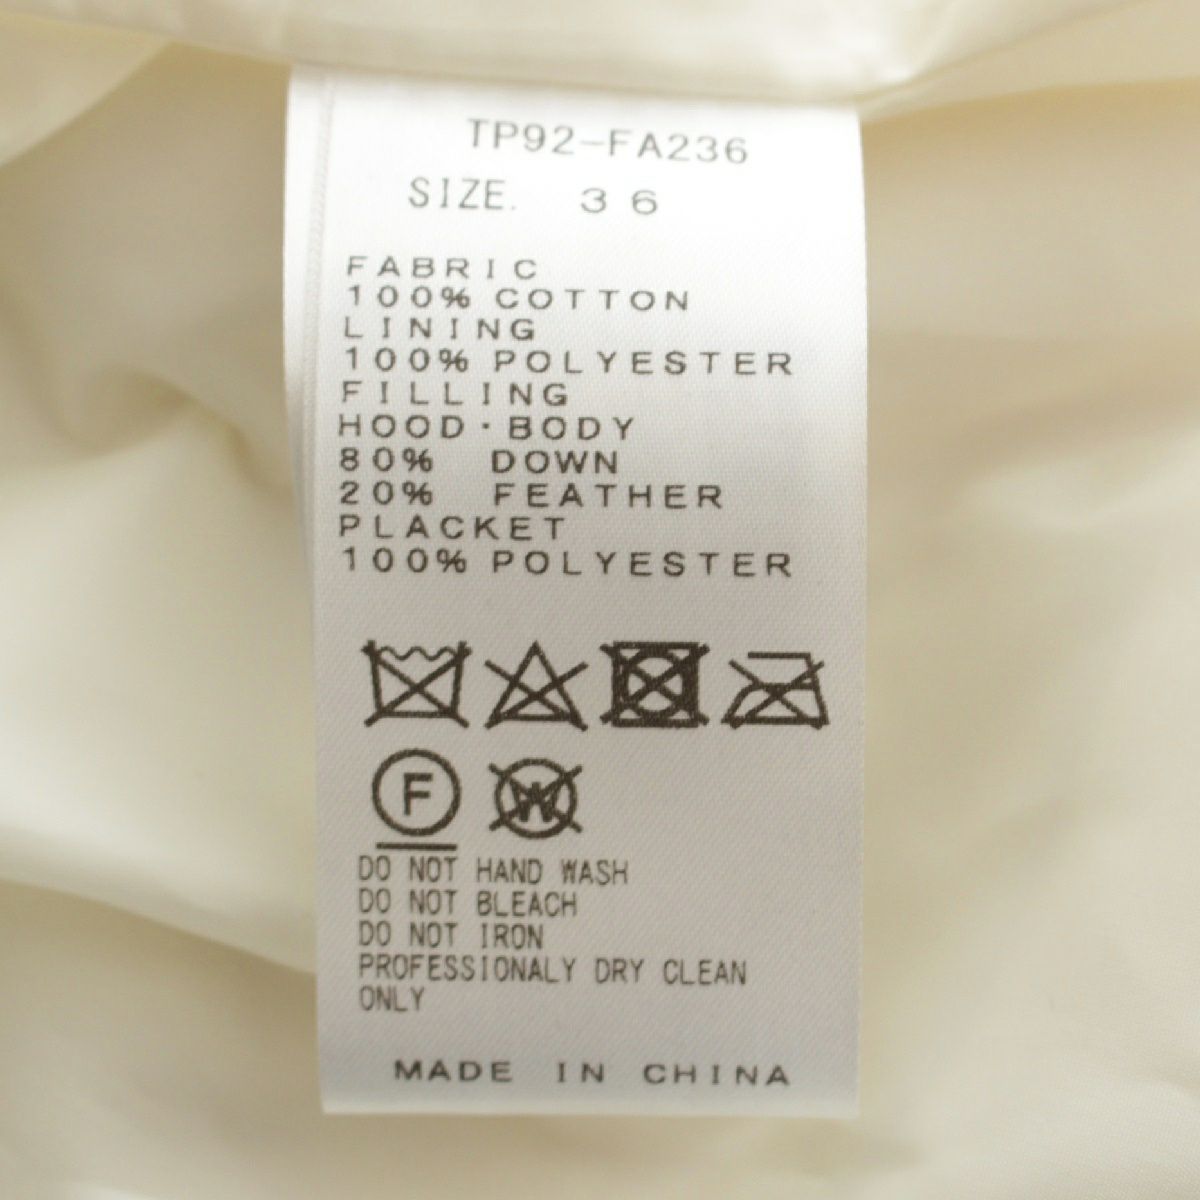 TP92-FA236
SIZE. 36
FABRIC
100% COTTON
LINING
100% POLYESTER
FILLING
HOOD・BODY
80% DOWN
20% FEATHER
PLACKET
100% POLYESTER
F W
DO NOT HAND WASH
DO NOT BLEACH
DO NOT IRON
PROFESSIONALY DRY CLEAN
ONLY
MADE IN CHINA